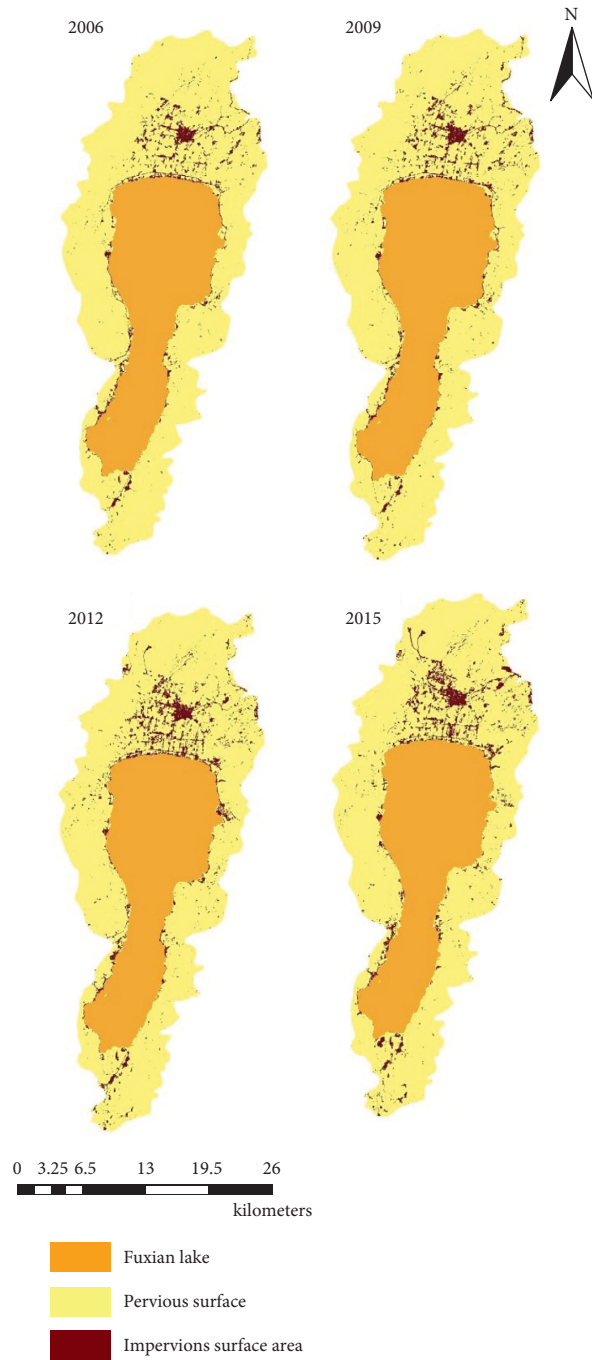 2006
2009
N
2012
2015
0 3.25 6.5 13 19.5 26
kilometers
Fuxian lake
Pervious surface
Impervions surface area